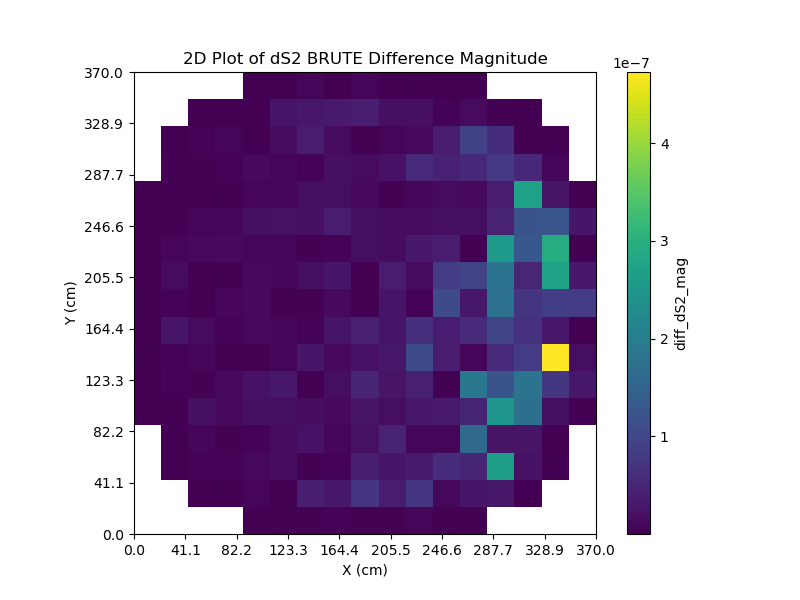 2D Plot of dS2 BRUTE Difference Magnitude
1e−7
370.0
328.9
287.7
246.6
205.5
164.4
123.3
82.2
41.1
0.0
Y (cm)
0.0 41.1 82.2 123.3 164.4 205.5 246.6 287.7 328.9 370.0
X (cm)
4
3
2
1
diff_dS2_mag